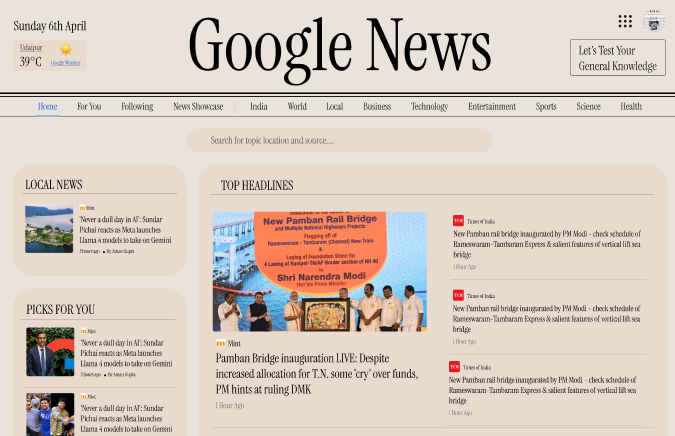 Sunday 6th April
Udaipur
39°C
Google Weather
Google News
Let's Test Your
General Knowledge
Home
For You
Following
News Showcase
India
World
Local
Business
Technology
Entertainment
Sports
Science
Health
Search for topic location and source....
LOCAL NEWS
Mint
'Never a dull day in AI': Sundar
Pichai reacts as Meta launches
Llama 4 models to take on Gemini
By Aman Gupta
PICKS FOR YOU
Mint
'Never a dull day in AI': Sundar
Pichai reacts as Meta launches
Llama 4 models to take on Gemini
By Aman Gupta
Mint
'Never a dull day in AI': Sundar
Pichai reacts as Meta launches
Llama 4 models to take on Gemini
TOP HEADLINES
New Pamban Rail Bridge
and Multiple National Highways Projects
Flagging off of
Rameswaram - Tambaram (Chennai) New Train
&
Laying of Foundation Stone for
4 Laning of Ranipet-TN/AP Border section of NH 40
by
Shri Narendra Modi
Hon'ble Prime Minister
Mint
Pamban Bridge inauguration LIVE: Despite
increased allocation for T.N. some 'cry' over funds,
PM hints at ruling DMK
1 Hour Ago
TOI
Times of India
New Pambam rail bridge inaugurated by PM Modi - check schedule of
Rameswaram-Tambaram Express & salient features of vertical lift sea
bridge
1 Hour Ago
TOI
Times of India
New Pambam rail bridge inaugurated by PM Modi - check schedule of
Rameswaram-Tambaram Express & salient features of vertical lift sea
bridge
1 Hour Ago
TOI
Times of India
New Pambam rail bridge inaugurated by PM Modi - check schedule of
Rameswaram-Tambaram Express & salient features of vertical lift sea
bridge
1 Hour Ago